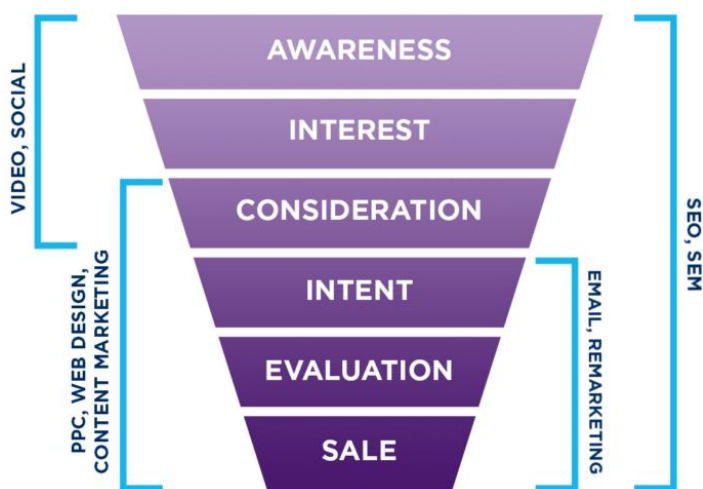 AWARENESS
INTEREST
CONSIDERATION
INTENT
EVALUATION
SALE
VIDEO, SOCIAL
PPC, WEB DESIGN,
CONTENT MARKETING
EMAIL, REMARKETING
SEO, SEM